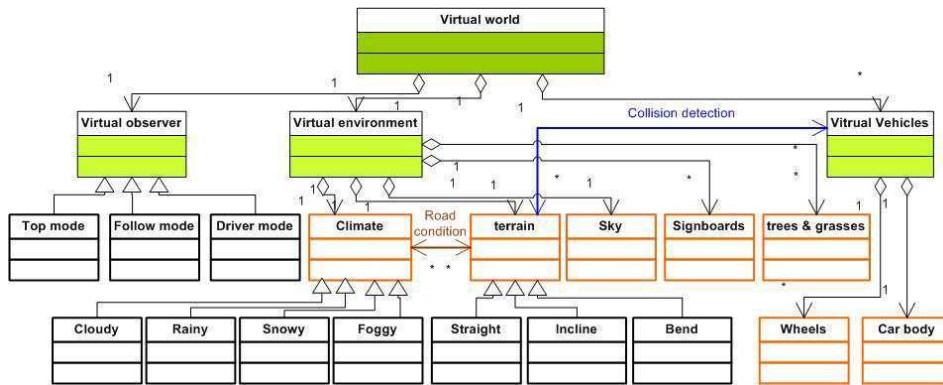 Virtual world
1
1
1
*
1
1
Virtual observer
Virtual environment
Collision detection
Vitrual Vehicles
1
1
1
1
1
1
*
*
*
*
1
1
Top mode
Follow mode
Driver mode
Climate
Road condition
terrain
Sky
Signboards
trees & grasses
* *
1
*
Cloudy
Rainy
Snowy
Foggy
Straight
Incline
Bend
Wheels
Car body